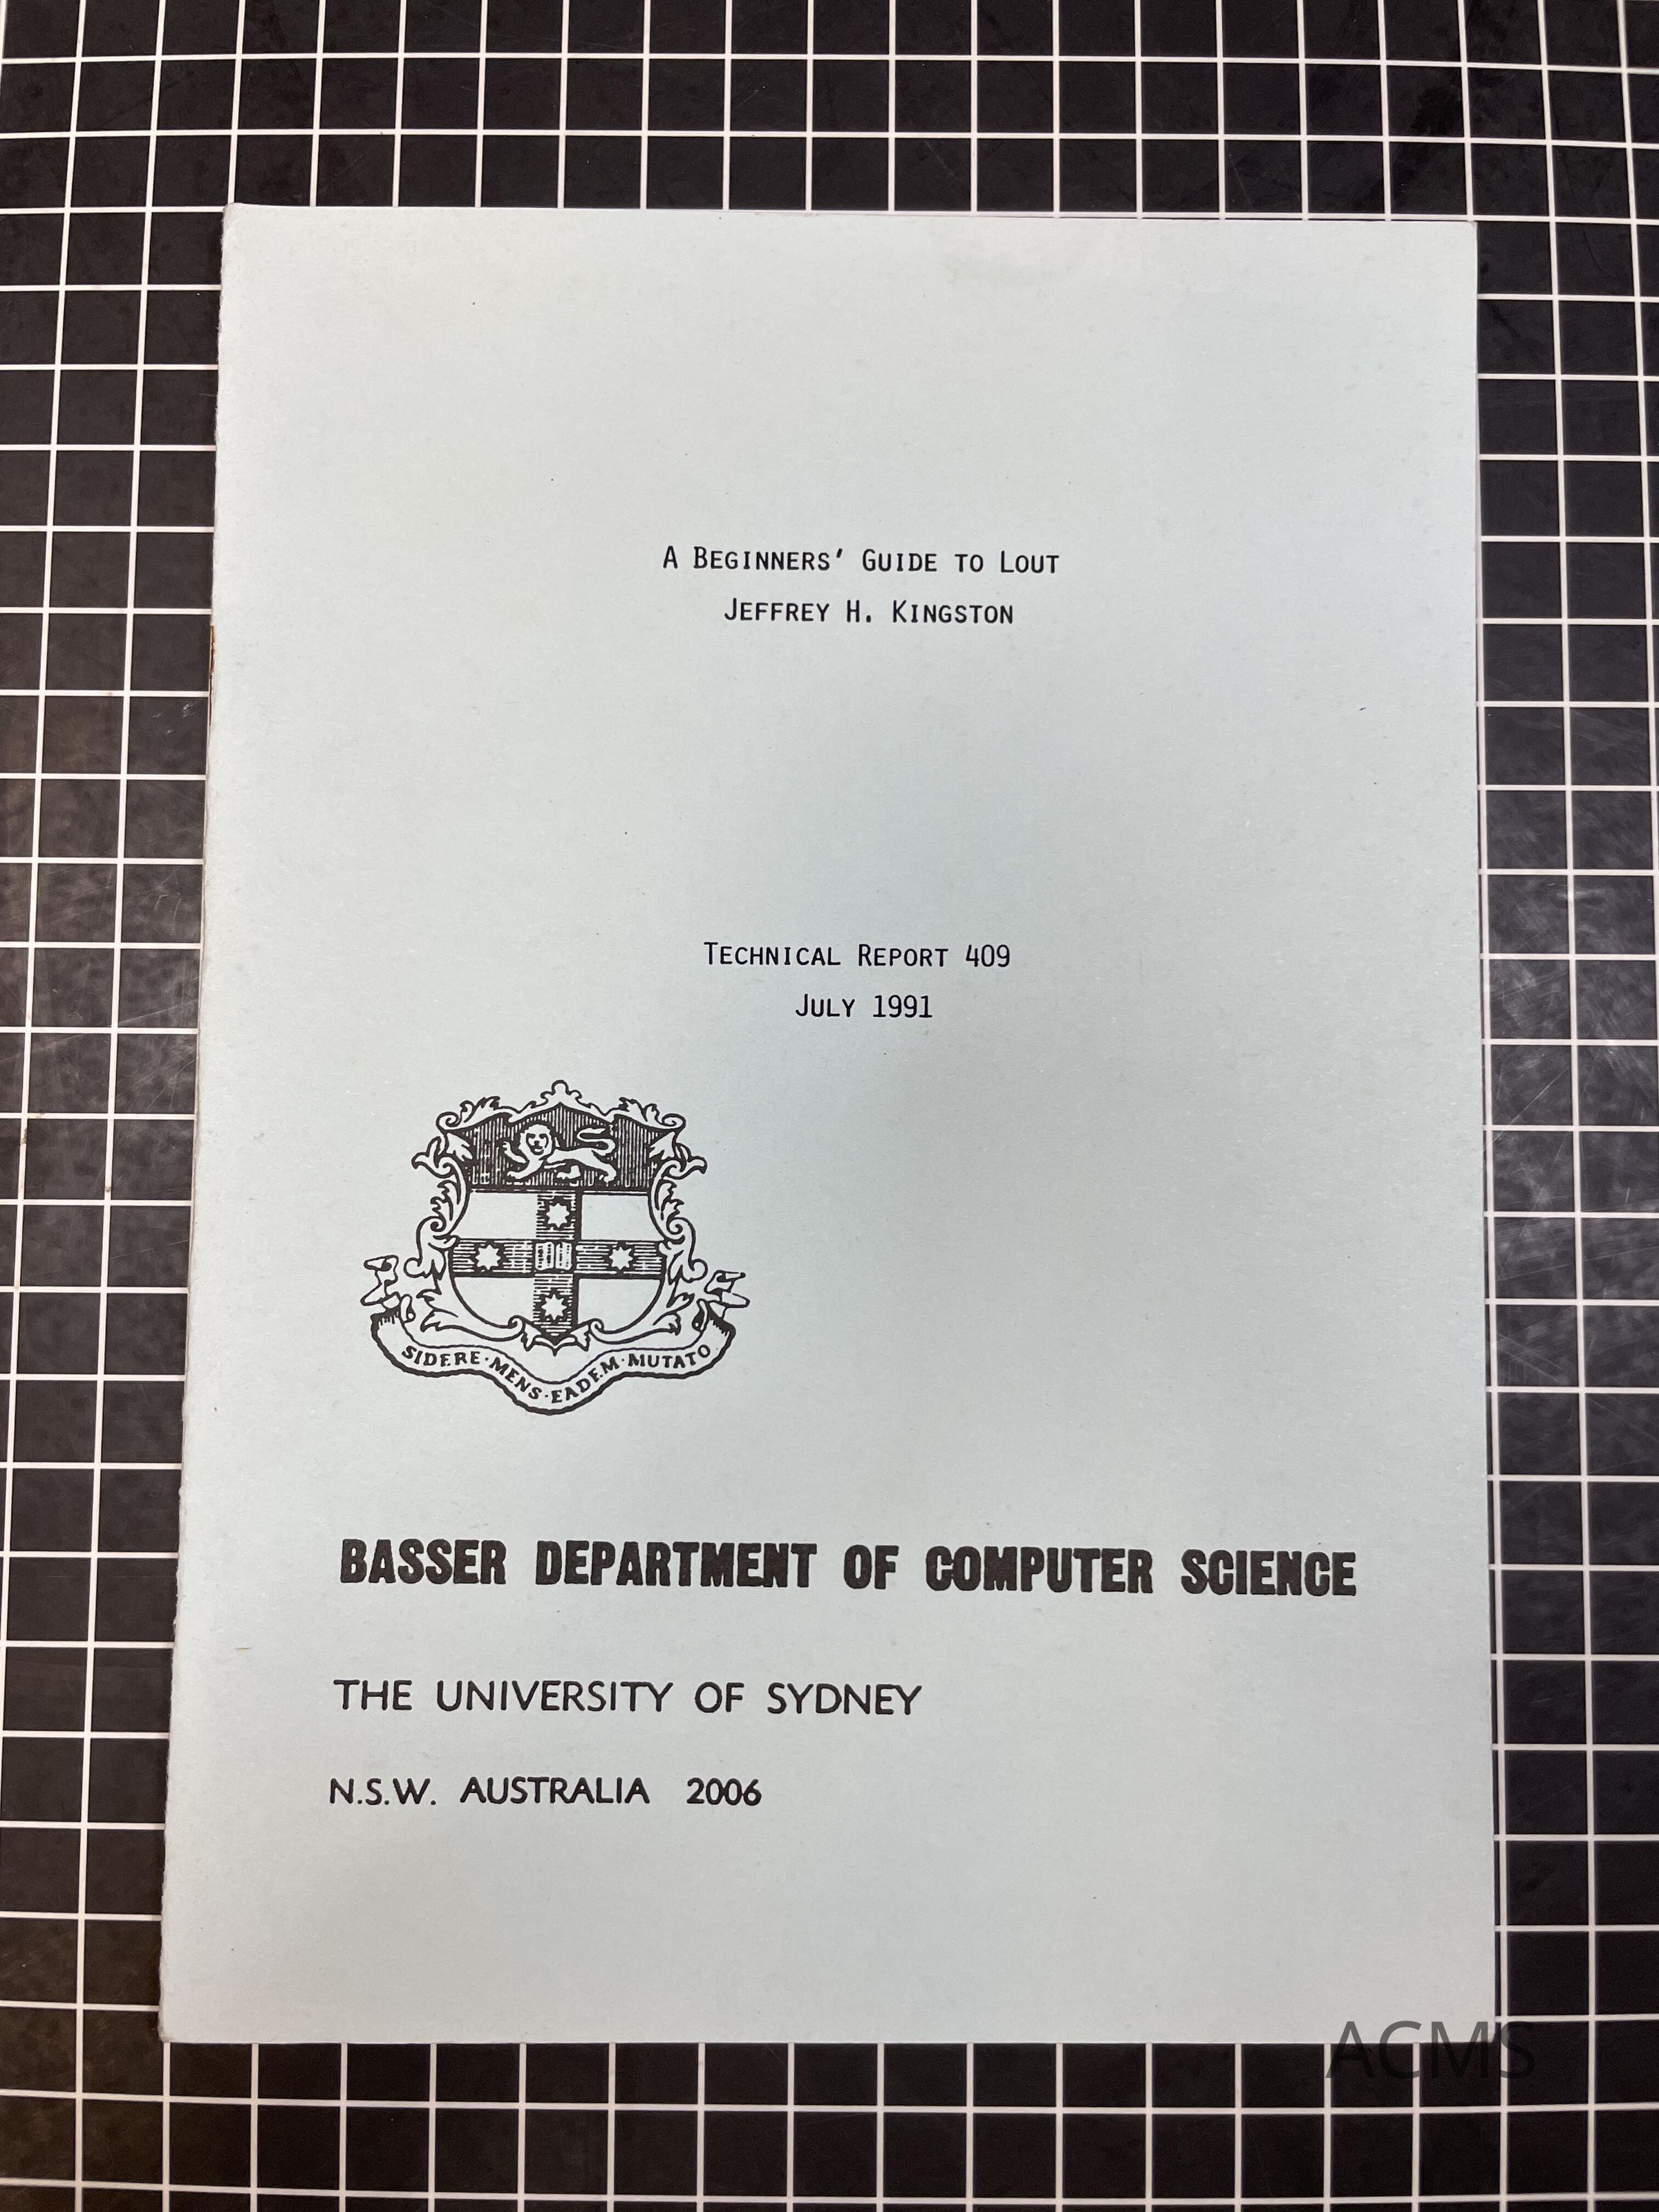 A BEGINNERS' GUIDE TO LOUT
JEFFREY H. KINGSTON
TECHNICAL REPORT 409
JULY 1991
SIDERE·MENS·EADEM·MUTATO
BASSER DEPARTMENT OF COMPUTER SCIENCE
THE UNIVERSITY OF SYDNEY
N.S.W. AUSTRALIA 2006
ACMS